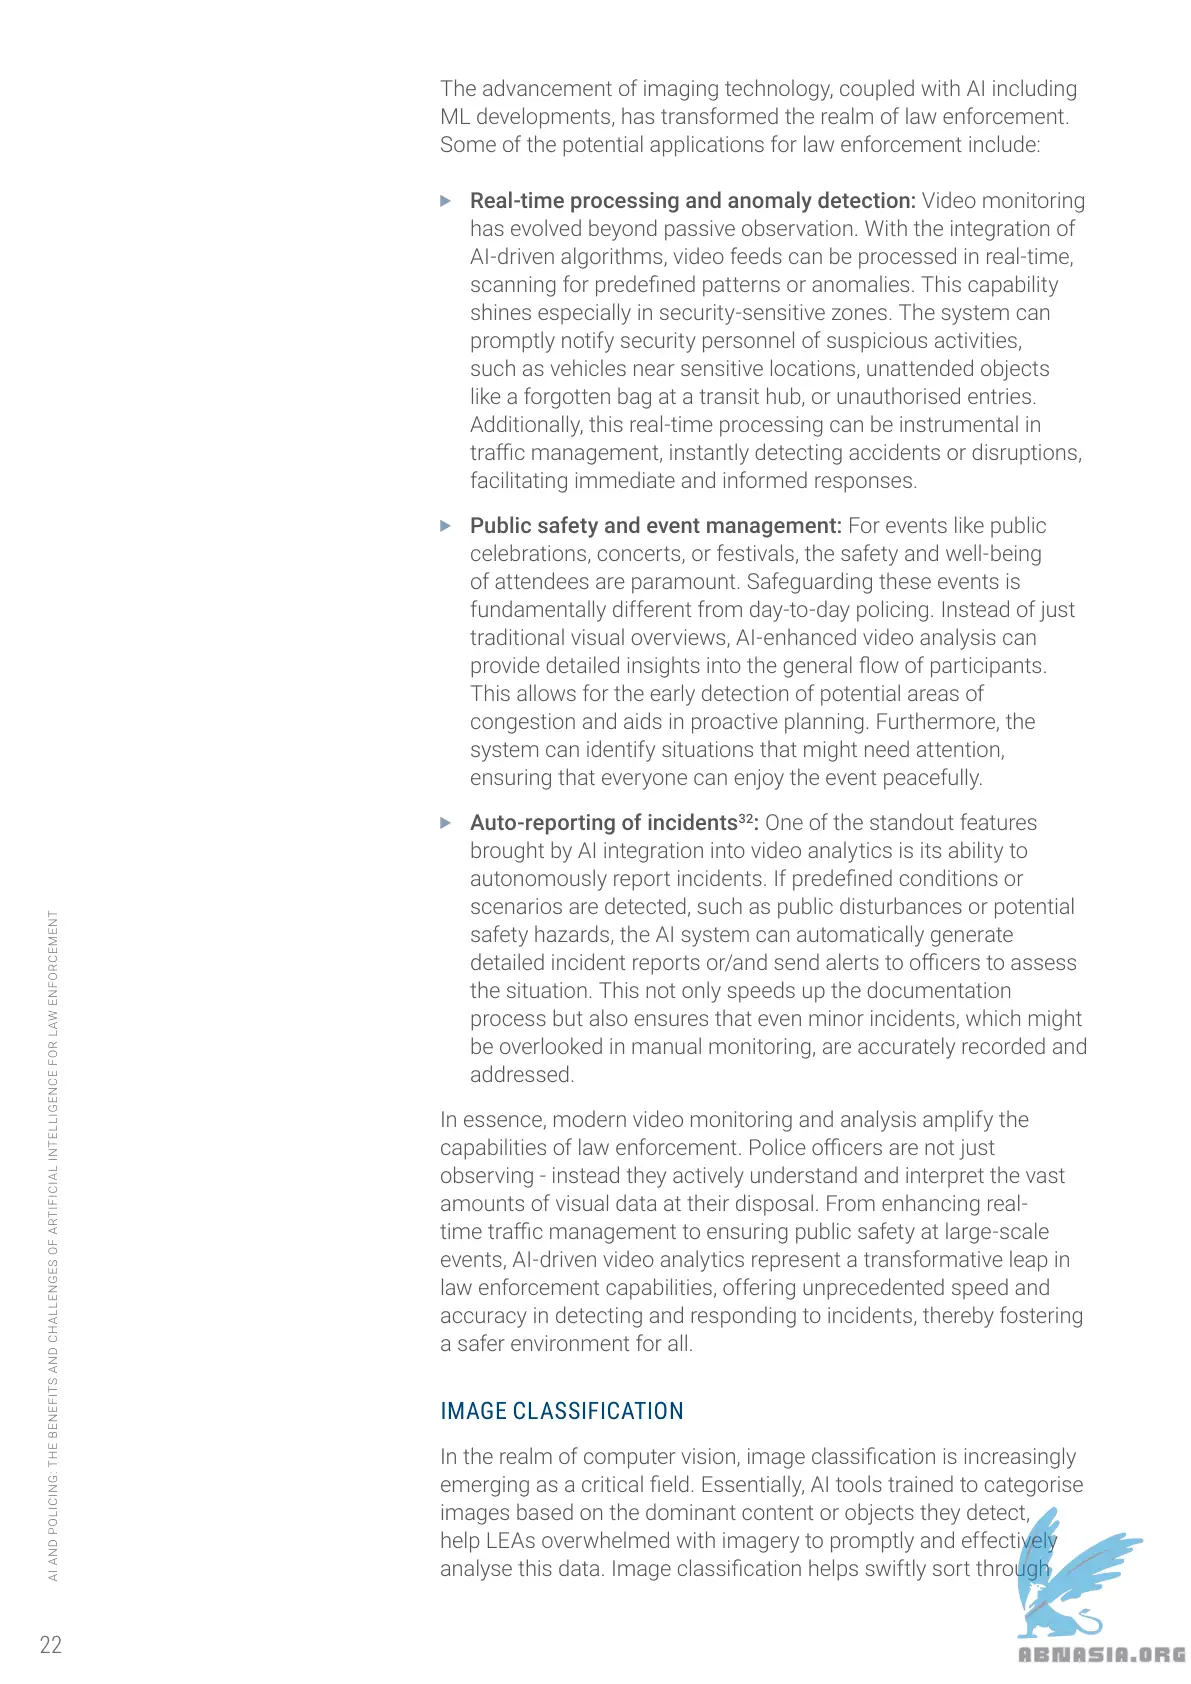 The advancement of imaging technology, coupled with AI including
ML developments, has transformed the realm of law enforcement.
Some of the potential applications for law enforcement include:
Real-time processing and anomaly detection: Video monitoring
has evolved beyond passive observation. With the integration of
AI-driven algorithms, video feeds can be processed in real-time,
scanning for predefined patterns or anomalies. This capability
shines especially in security-sensitive zones. The system can
promptly notify security personnel of suspicious activities,
such as vehicles near sensitive locations, unattended objects
like a forgotten bag at a transit hub, or unauthorised entries.
Additionally, this real-time processing can be instrumental in
traffic management, instantly detecting accidents or disruptions,
facilitating immediate and informed responses.
Public safety and event management: For events like public
celebrations, concerts, or festivals, the safety and well-being
of attendees are paramount. Safeguarding these events is
fundamentally different from day-to-day policing. Instead of just
traditional visual overviews, AI-enhanced video analysis can
provide detailed insights into the general flow of participants.
This allows for the early detection of potential areas of
congestion and aids in proactive planning. Furthermore, the
system can identify situations that might need attention,
ensuring that everyone can enjoy the event peacefully.
Auto-reporting of incidents³²: One of the standout features
brought by AI integration into video analytics is its ability to
autonomously report incidents. If predefined conditions or
scenarios are detected, such as public disturbances or potential
safety hazards, the AI system can automatically generate
detailed incident reports or/and send alerts to officers to assess
the situation. This not only speeds up the documentation
process but also ensures that even minor incidents, which might
be overlooked in manual monitoring, are accurately recorded and
addressed.
In essence, modern video monitoring and analysis amplify the
capabilities of law enforcement. Police officers are not just
observing - instead they actively understand and interpret the vast
amounts of visual data at their disposal. From enhancing real-
time traffic management to ensuring public safety at large-scale
events, AI-driven video analytics represent a transformative leap in
law enforcement capabilities, offering unprecedented speed and
accuracy in detecting and responding to incidents, thereby fostering
a safer environment for all.
IMAGE CLASSIFICATION
In the realm of computer vision, image classification is increasingly
emerging as a critical field. Essentially, AI tools trained to categorise
images based on the dominant content or objects they detect,
help LEAs overwhelmed with imagery to promptly and effectively
analyse this data. Image classification helps swiftly sort through
AI AND POLICING: THE BENEFITS AND CHALLENGES OF ARTIFICIAL INTELLIGENCE FOR LAW ENFORCEMENT
22
ABNASIA.ORG